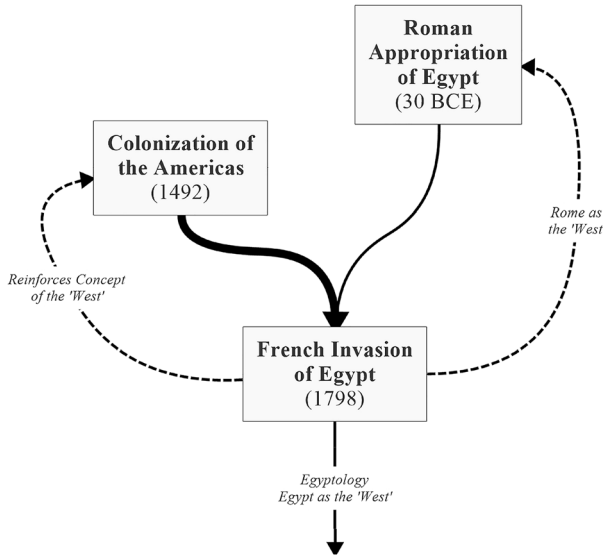 Roman
Appropriation
of Egypt
(30 BCE)
Colonization of
the Americas
(1492)
Rome as
the 'West
Reinforces Concept
of the 'West'
French Invasion
of Egypt
(1798)
Egyptology
Egypt as the 'West'